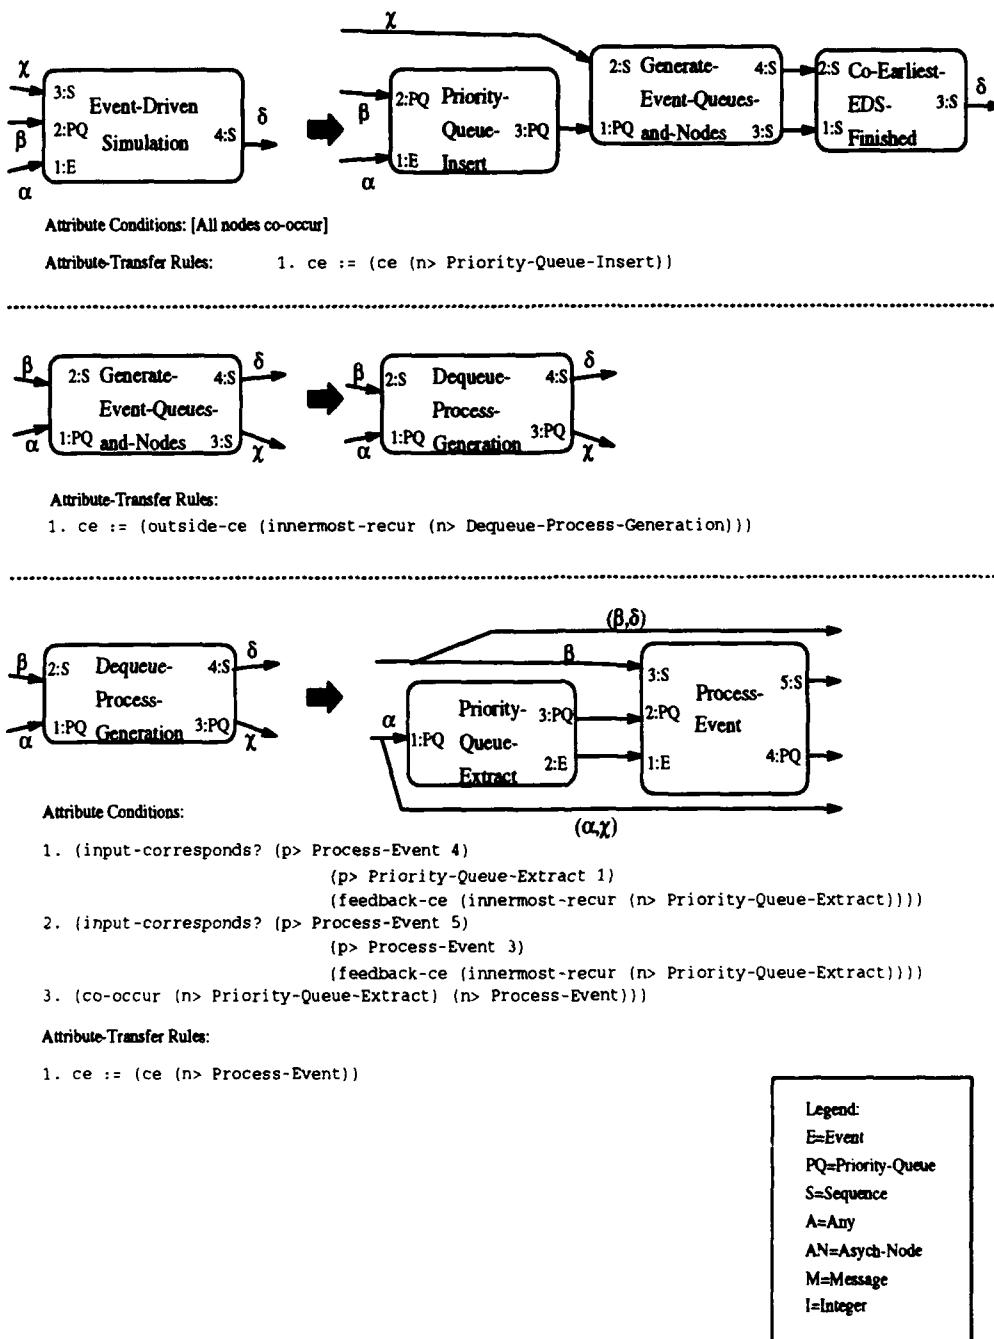 χ
χ
3:S
Event-Driven
Simulation
2:PQ
β
1:E
α
4:S
δ
β
2:PQ Priority-
Queue-
Insert
3:PQ
1:E
α
2:S Generate-
Event-Queues-
and-Nodes
4:S
1:PQ
3:S
2:S Co-Earliest-
EDS-
Finished
3:S
1:S
δ
Attribute Conditions: [All nodes co-occur]
Attribute-Transfer Rules: 1. ce := (ce (n> Priority-Queue-Insert))
β
2:S Generate-
Event-Queues-
and-Nodes
4:S
δ
α
1:PQ
3:S
χ
β
2:S
Dequeue-
Process-
Generation
4:S
δ
α
1:PQ
3:PQ
χ
Attribute-Transfer Rules:
1. ce := (outside-ce (innermost-recur (n> Dequeue-Process-Generation)))
β
2:S
Dequeue-
Process-
Generation
4:S
δ
α
1:PQ
3:PQ
χ
(β,δ)
β
α
1:PQ
Priority-
Queue-
Extract
3:PQ
2:E
3:S
Process-
Event
5:S
2:PQ
1:E
4:PQ
(α,χ)
Attribute Conditions:
1. (input-corresponds? (p> Process-Event 4)
(p> Priority-Queue-Extract 1)
(feedback-ce (innermost-recur (n> Priority-Queue-Extract))))
2. (input-corresponds? (p> Process-Event 5)
(p> Process-Event 3)
(feedback-ce (innermost-recur (n> Priority-Queue-Extract))))
3. (co-occur (n> Priority-Queue-Extract) (n> Process-Event)))
Attribute-Transfer Rules:
1. ce := (ce (n> Process-Event))
Legend:
E=Event
PQ=Priority-Queue
S=Sequence
A=Any
AN=Asych-Node
M=Message
I=Integer